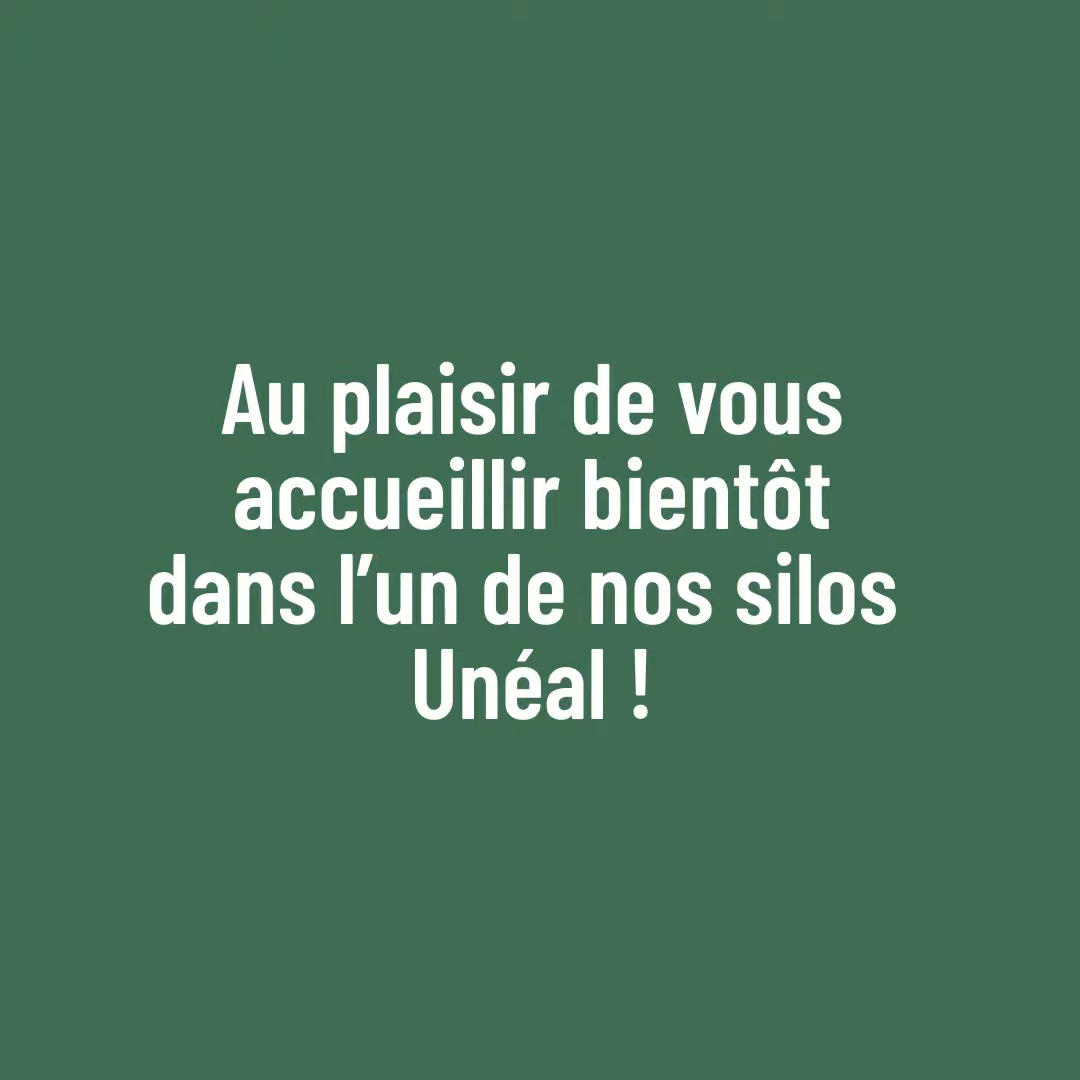 Au plaisir de vous
accueillir bientôt
dans l’un de nos silos
Unéal !